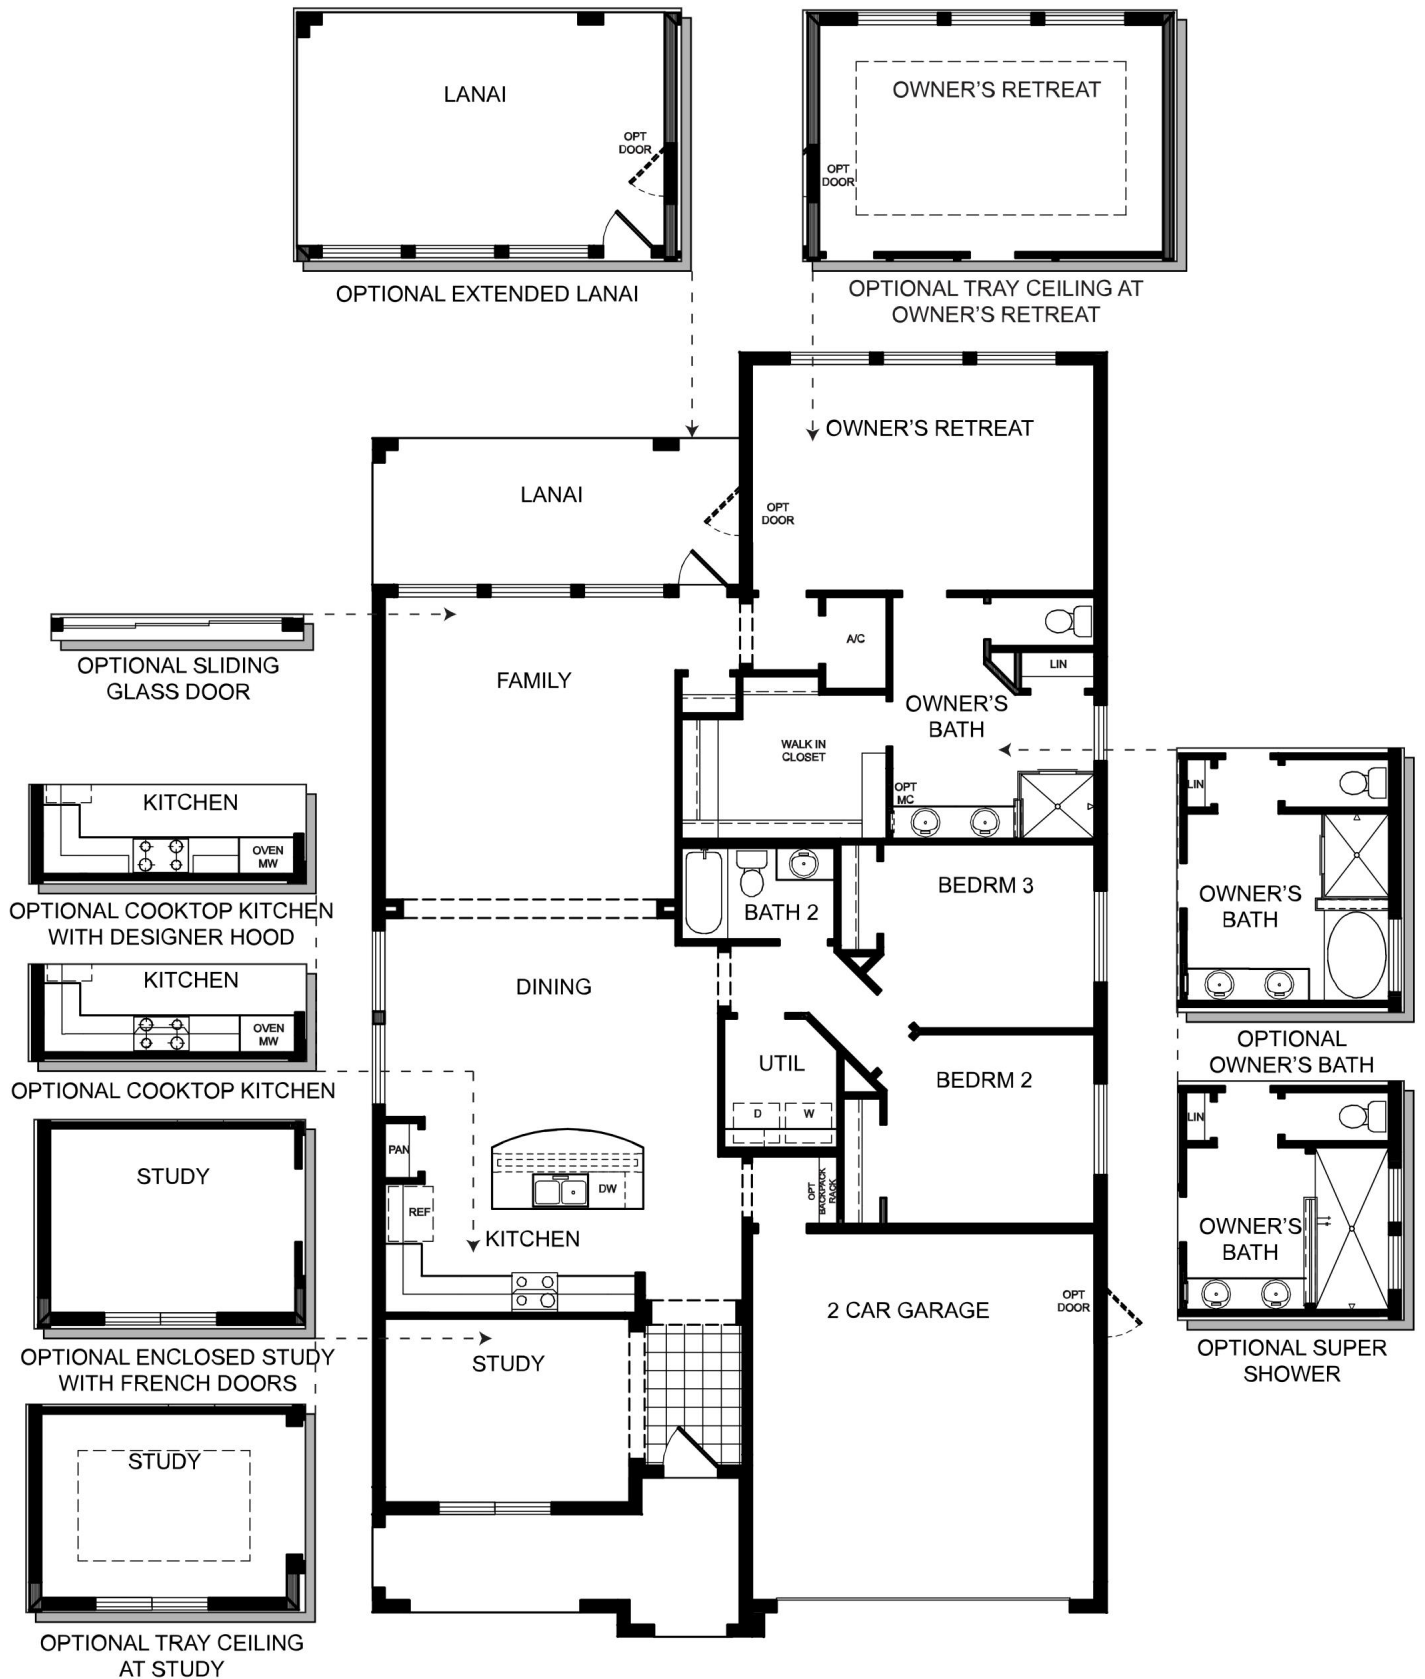 LANAI
OPT
DOOR
OPTIONAL EXTENDED LANAI
OWNER'S RETREAT
OPT
DOOR
OPTIONAL TRAY CEILING AT
OWNER'S RETREAT
OWNER'S RETREAT
LANAI
OPT
DOOR
OPTIONAL SLIDING
GLASS DOOR
FAMILY
A/C
LIN
OWNER'S
BATH
WALK IN
CLOSET
OPT
MC
KITCHEN
OVEN
MW
OPTIONAL COOKTOP KITCHEN
WITH DESIGNER HOOD
KITCHEN
OVEN
MW
OPTIONAL COOKTOP KITCHEN
LIN
OWNER'S
BATH
OPTIONAL
OWNER'S BATH
BEDRM 3
BATH 2
DINING
UTIL
D
W
BEDRM 2
PAN
REF
DW
KITCHEN
OPT
BACKPACK
RACK
STUDY
OPTIONAL ENCLOSED STUDY
WITH FRENCH DOORS
LIN
OWNER'S
BATH
OPTIONAL SUPER
SHOWER
2 CAR GARAGE
OPT
DOOR
STUDY
STUDY
OPTIONAL TRAY CEILING
AT STUDY